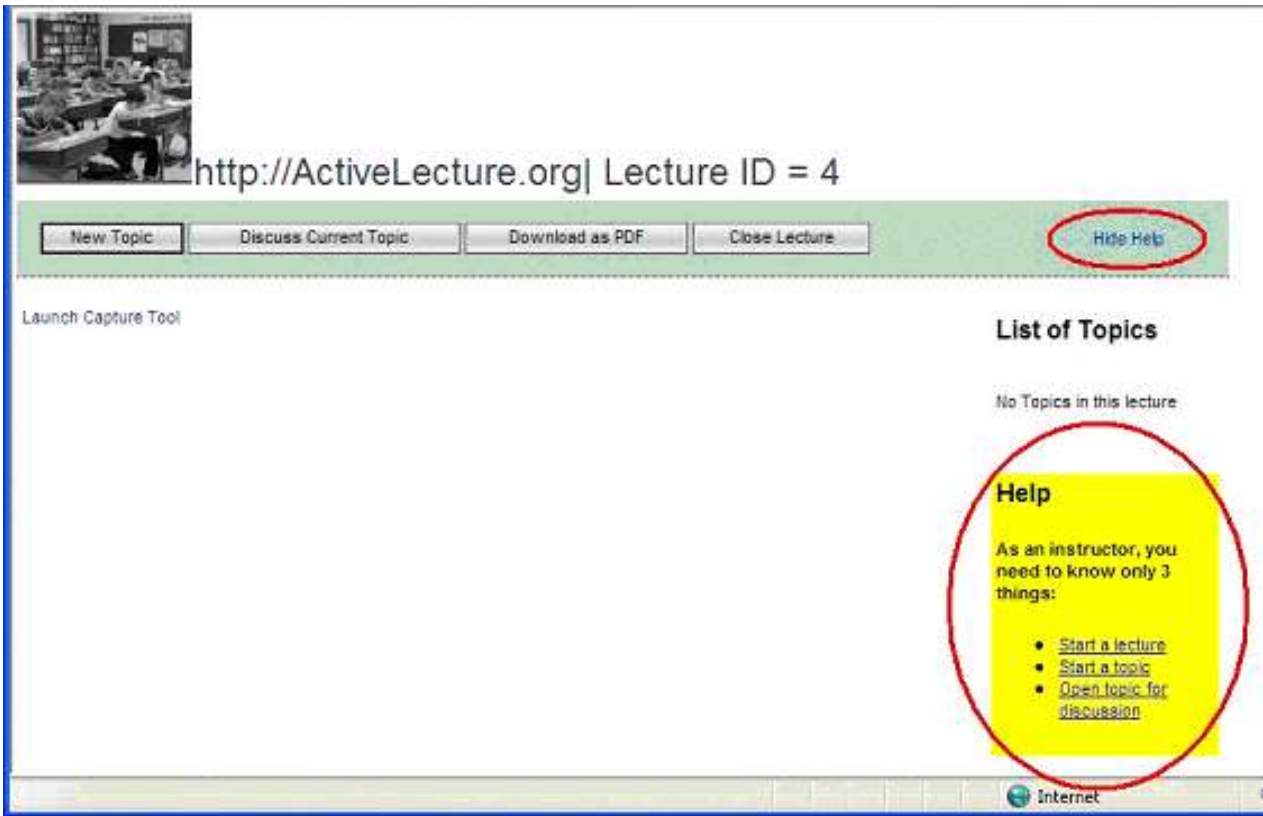 http://ActiveLecture.org| Lecture ID = 4
New Topic Discuss Current Topic Download as PDF Close Lecture Hide Help
Launch Capture Tool
List of Topics
No Topics in this lecture
Help
As an instructor, you
need to know only 3
things:
Start a lecture
Start a topic
Open topic for
discussion
Internet